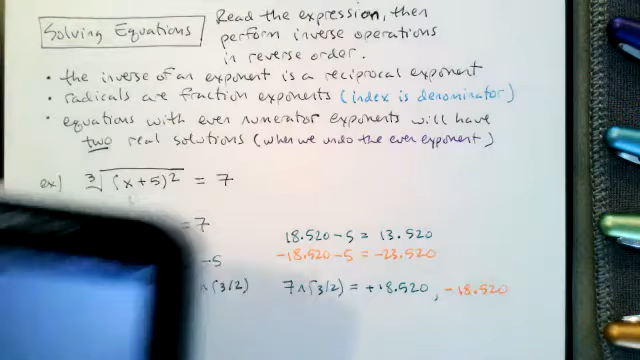 Solving Equations
Read the expression, then
perform inverse operations
in reverse order.
• the inverse of an exponent is a reciprocal exponent
• radicals are fraction exponents (index is denominator)
• equations with even numerator exponents will have
two real solutions (when we undo the even exponent)
ex) ∛(x+5)² = 7
= 7
18.520 - 5 = 13.520
-5
-18.520 - 5 = -23.520
^(3/2)
7^(3/2) = +18.520, -18.520